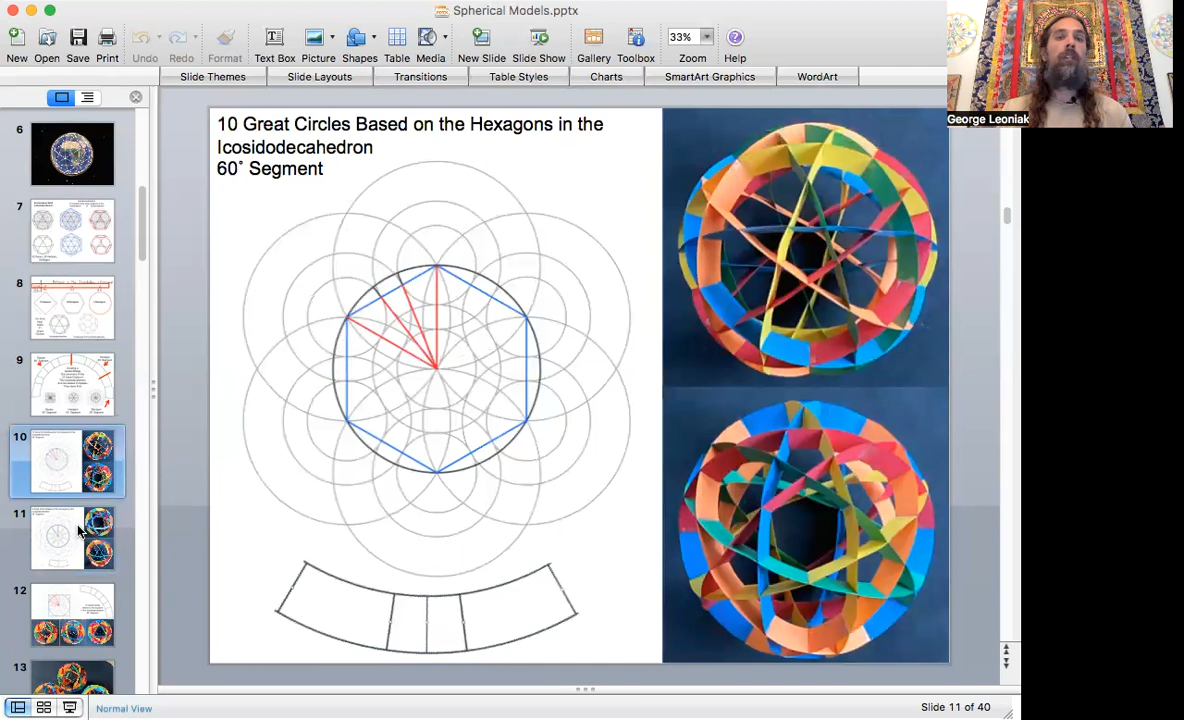 Spherical Models.pptx
New Open Save Print Undo Redo Format Text Box Picture Shapes Table Media New Slide Slide Show Gallery Toolbox Zoom Help
33%
Slide Themes Slide Layouts Transitions Table Styles Charts SmartArt Graphics WordArt
George Leoniak
6
7
8
9
10
11
12
13
10 Great Circles Based on the Hexagons in the
Icosidodecahedron
60˚ Segment
Normal View
Slide 11 of 40